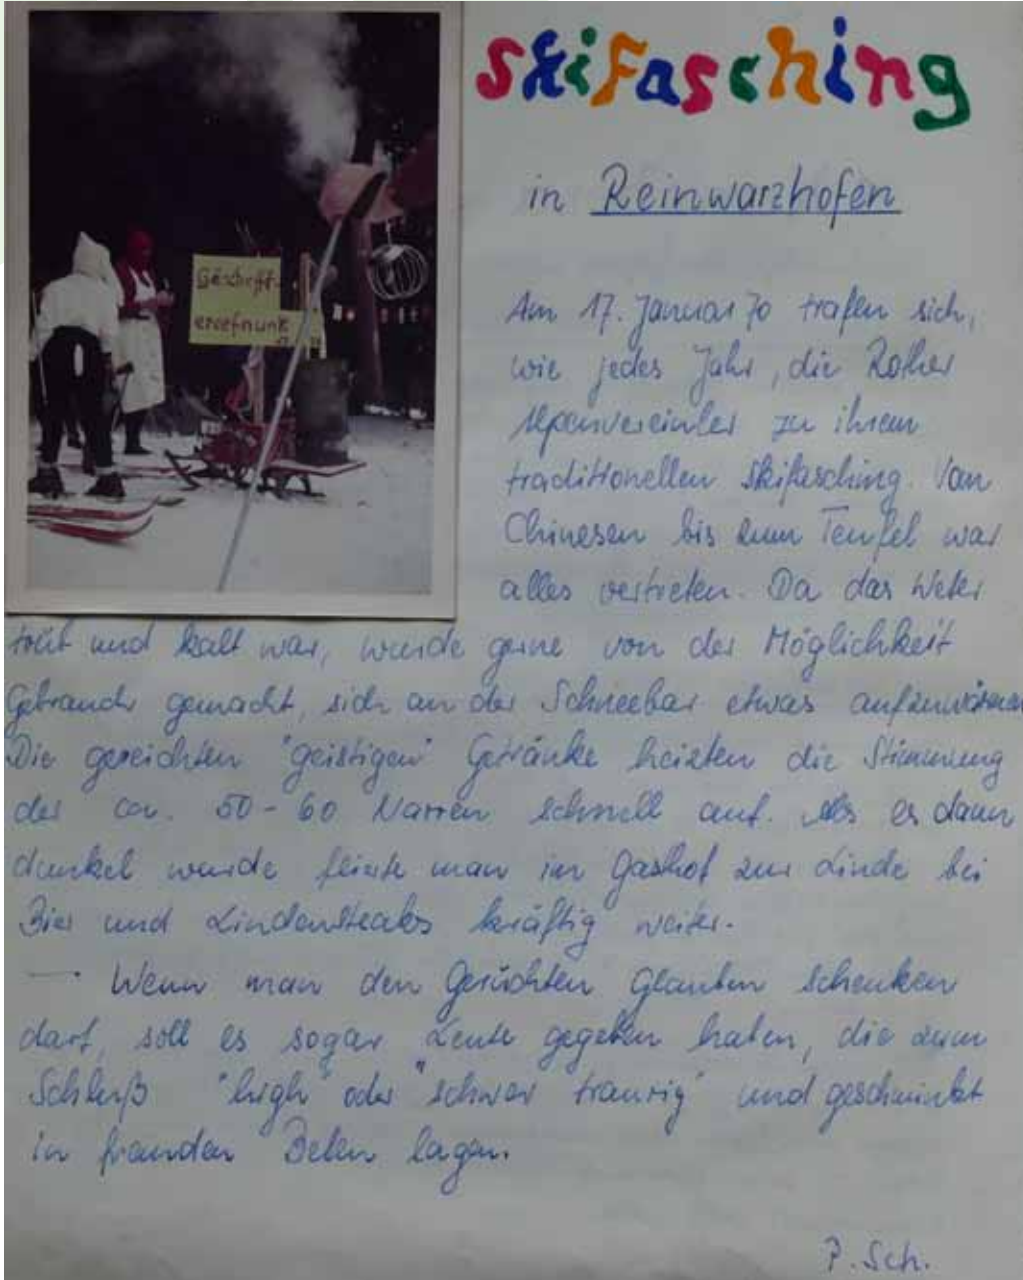 Skifasching
in Reinwarzhofen
Geschäft-
eroefnunk
Am 17. Januar 70 trafen sich,
wie jedes Jahr, die Rother
Alpenvereinler zu ihrem
traditionellen Skifasching. Vom
Chinesen bis zum Teufel war
alles vertreten. Da das Wetter
trüb und kalt war, wurde gerne von der Möglichkeit
Gebrauch gemacht, sich an der Schneebar etwas aufzuwärmen
Die gereichten "geistigen" Getränke heizten die Stimmung
der ca. 50-60 Narren schnell auf. Als es dann
dunkel wurde feierte man im Gasthof zur Linde bei
Bier und Lindensteaks kräftig weiter.
— Wenn man den Gerüchten Glauben schenken
darf, soll es sogar Leute gegeben haben, die zum
Schluß "high" oder "schwer traurig" und geschminkt
in fremden Betten lagen.
P. Sch.